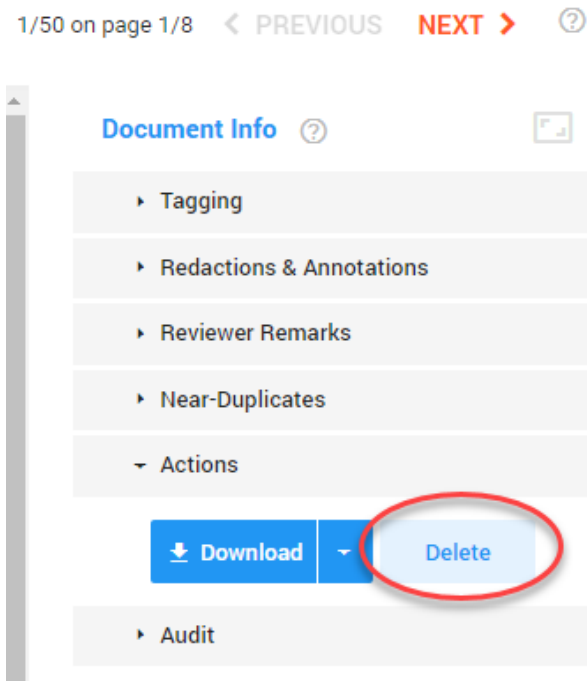 1/50 on page 1/8 PREVIOUS NEXT
Document Info
Tagging
Redactions & Annotations
Reviewer Remarks
Near-Duplicates
Actions
Download Delete
Audit